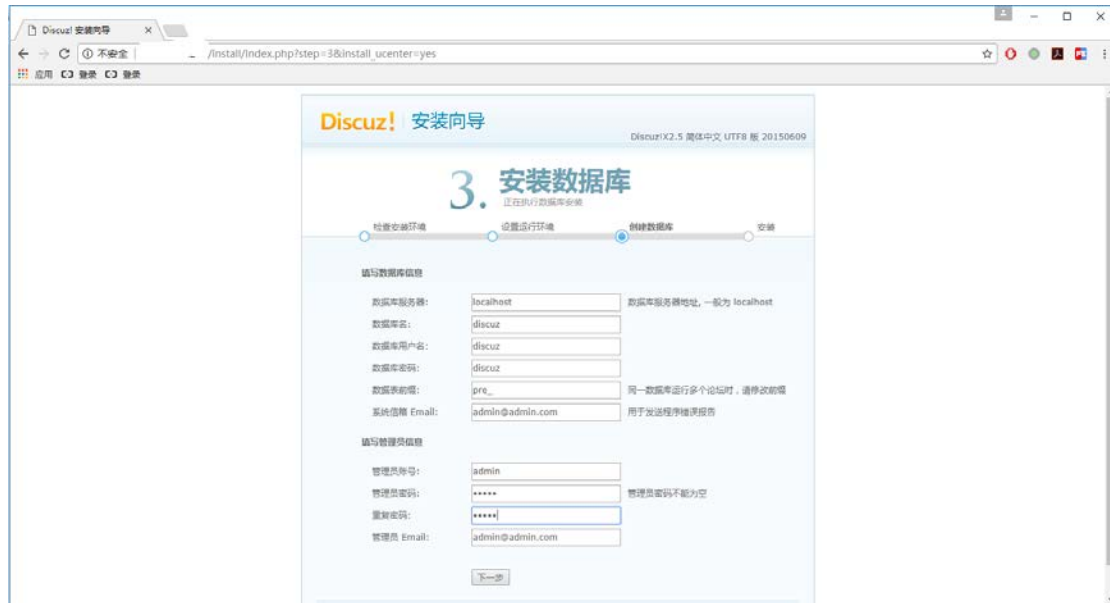 Discuz! 安装向导
不安全 | /install/index.php?step=3&install_ucenter=yes
应用 登录 登录
Discuz! 安装向导
Discuz!X2.5 简体中文 UTF8 版 20150609
3. 安装数据库
正在执行数据库安装
检查安装环境 设置运行环境 创建数据库 安装
填写数据库信息
数据库服务器: localhost 数据库服务器地址, 一般为 localhost
数据库名: discuz
数据库用户名: discuz
数据库密码: discuz
数据表前缀: pre_ 同一数据库运行多个论坛时，请修改前缀
系统信箱 Email: admin@admin.com 用于发送程序错误报告
填写管理员信息
管理员账号: admin
管理员密码: ••••• 管理员密码不能为空
重复密码: •••••
管理员 Email: admin@admin.com
下一步